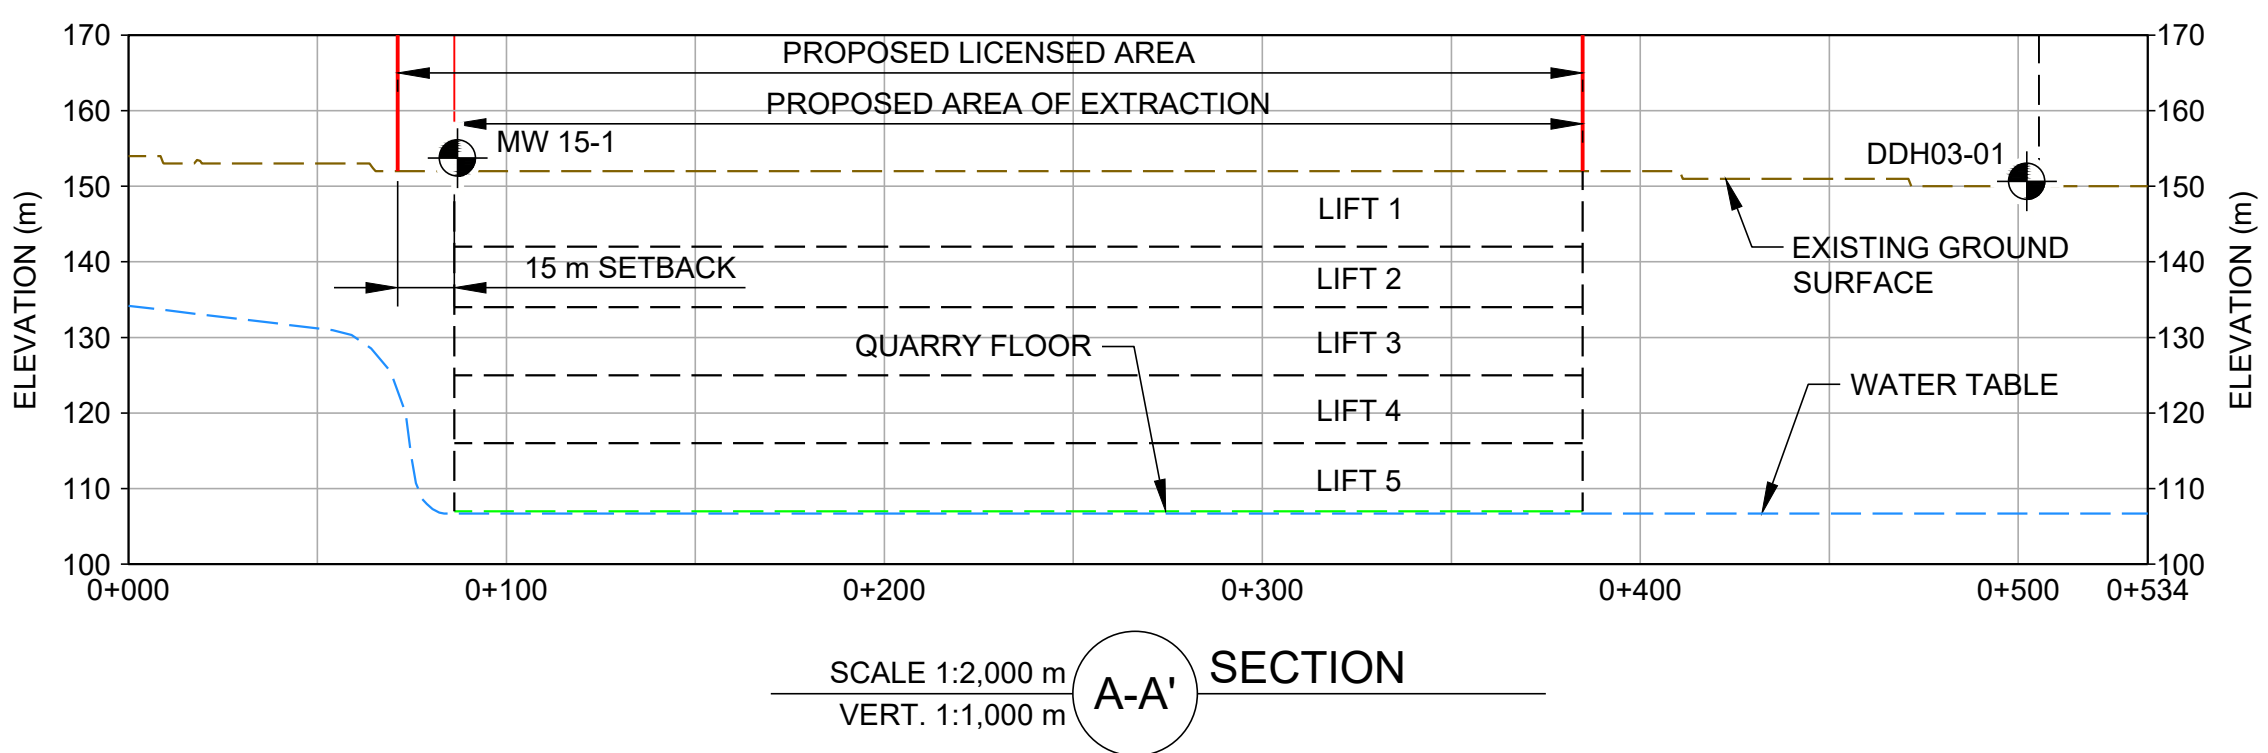 170
PROPOSED LICENSED AREA
170
160
PROPOSED AREA OF EXTRACTION
160
MW 15-1
DDH03-01
150
150
LIFT 1
EXISTING GROUND
SURFACE
140
15 m SETBACK
LIFT 2
140
130
QUARRY FLOOR
LIFT 3
130
WATER TABLE
120
LIFT 4
120
110
LIFT 5
110
100
100
ELEVATION (m)
ELEVATION (m)
0+000
0+100
0+200
0+300
0+400
0+500
0+534
SCALE 1:2,000 m
VERT. 1:1,000 m
A-A'
SECTION